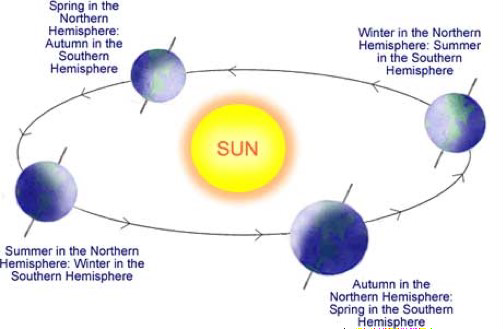 Spring in the
Northern
Hemisphere:
Autumn in the
Southern
Hemisphere
Winter in the Northern
Hemisphere: Summer
in the Southern
Hemisphere
SUN
Summer in the Northern
Hemisphere: Winter in the
Southern Hemisphere
Autumn in the
Northern Hemisphere:
Spring in the Southern
Hemisphere